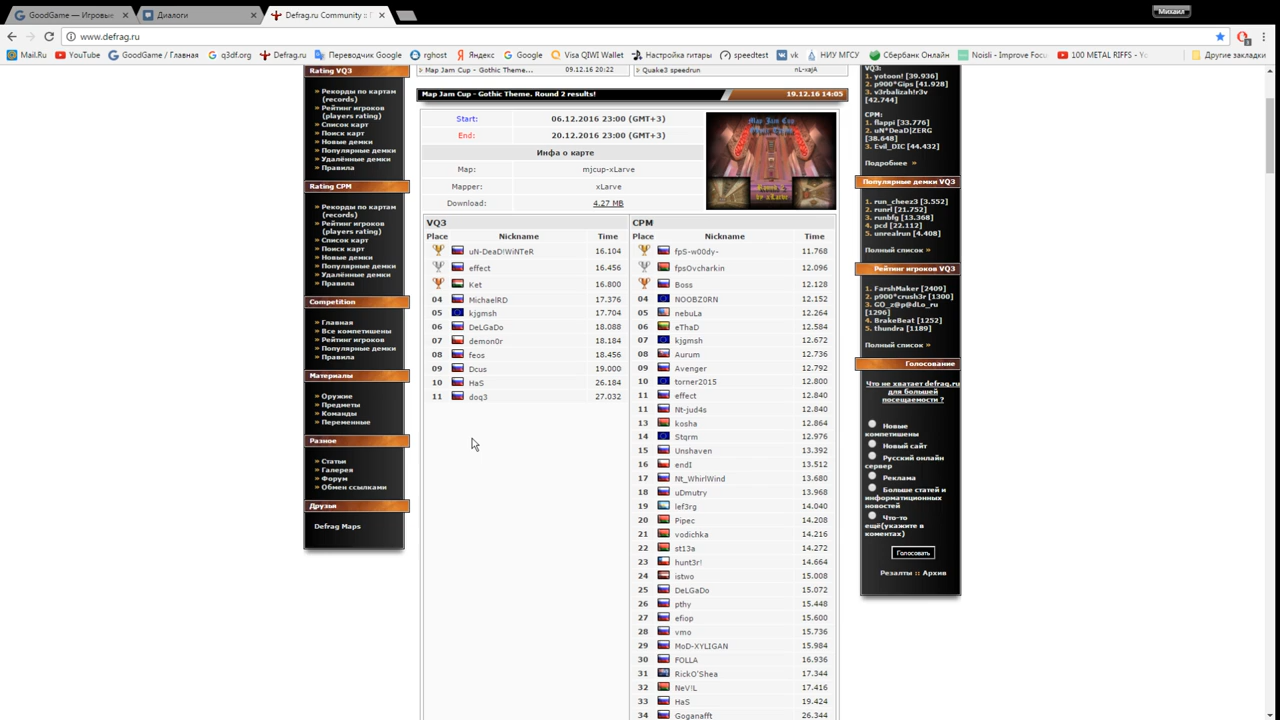 GoodGame — Игровые
Диалоги
Defrag.ru Community ::
Михаил
www.defrag.ru
Mail.Ru
YouTube
GoodGame / Главная
q3df.org
Defrag.ru
Переводчик Google
rghost
Яндекс
Google
Visa QIWI Wallet
Настройка гитары
speedtest
vk
НИУ МГСУ
Сбербанк Онлайн
Noisli - Improve Focu
100 METAL RIFFS - Yo
Другие закладки
Rating VQ3
» Рекорды по картам
(records)
» Рейтинг игроков
(players rating)
» Список карт
» Поиск карт
» Новые демки
» Популярные демки
» Удалённые демки
» Правила
Rating CPM
» Рекорды по картам
(records)
» Рейтинг игроков
(players rating)
» Список карт
» Поиск карт
» Новые демки
» Популярные демки
» Удалённые демки
» Правила
Competition
» Главная
» Все компетишены
» Рейтинг игроков
» Популярные демки
» Правила
Материалы
» Оружие
» Предметы
» Команды
» Переменные
Разное
» Статьи
» Галерея
» Форум
» Обмен ссылками
Друзья
Defrag Maps
» Map Jam Cup - Gothic Theme... 09.12.16 20:22
» Quake3 speedrun nL-xajA
Map Jam Cup - Gothic Theme. Round 2 results! 19.12.16 14:05
Start: 06.12.2016 23:00 (GMT+3)
End: 20.12.2016 23:00 (GMT+3)
Инфа о карте
Map: mjcup-xLarve
Mapper: xLarve
Download: 4.27 MB
Map Jam Cup
Gothic Theme
Round 2
by xLarve
VQ3
Place Nickname Time
uN-DeaD!WiNTeR 16.104
effect 16.456
Ket 16.800
04 MichaelRD 17.376
05 kjgmsh 17.704
06 DeLGaDo 18.088
07 demon0r 18.184
08 feos 18.456
09 Dcus 19.000
10 HaS 26.184
11 doq3 27.032
CPM
Place Nickname Time
fpS-w00dy- 11.768
fpsOvcharkin 12.096
Boss 12.128
04 NOOBZ0RN 12.152
05 nebuLa 12.264
06 eThaD 12.584
07 kjgmsh 12.672
08 Aurum 12.736
09 Avenger 12.792
10 torner2015 12.800
11 effect 12.840
11 Nt-jud4s 12.840
13 kosha 12.864
14 Stqrm 12.976
15 Unshaven 13.392
16 endI 13.512
17 Nt_WhirlWind 13.680
18 uDmutry 13.968
19 lef3rg 14.040
20 Pipec 14.208
21 vodichka 14.216
22 st13a 14.272
23 hunt3r! 14.664
24 istwo 15.008
25 DeLGaDo 15.072
26 pthy 15.448
27 efiop 15.600
28 vmo 15.736
29 MoD-XYLIGAN 15.984
30 FOLLA 16.936
31 RickO'Shea 17.344
32 NeV!L 17.416
33 HaS 19.424
34 Goganafft 26.344
VQ3:
1. yotoon! [39.936]
2. p900*Gips [41.928]
3. v3rbalizah!r3v
[42.744]
CPM:
1. flappi [33.776]
2. uN*DeaD|ZERG
[38.648]
3. Evil_DIC [44.432]
Подробнее »
Популярные демки VQ3
1. run_cheez3 [3.552]
2. runrl [21.752]
3. runbfg [13.368]
4. pcd [22.112]
5. unrealrun [4.408]
Полный список »
Рейтинг игроков VQ3
1. FarshMaker [2409]
2. p900*crush3r [1300]
3. GO_z@p@dLo_ru
[1296]
4. BrakeBeat [1252]
5. thundra [1189]
Полный список »
Голосование
Что не хватает defrag.ru
для большей
посещаемости ?
Новые
компетишены
Новый сайт
Русский онлайн
сервер
Реклама
Больше статей и
информатиционных
новостей
Что-то
ещё(укажите в
коментах)
Голосовать
Резалты :: Архив